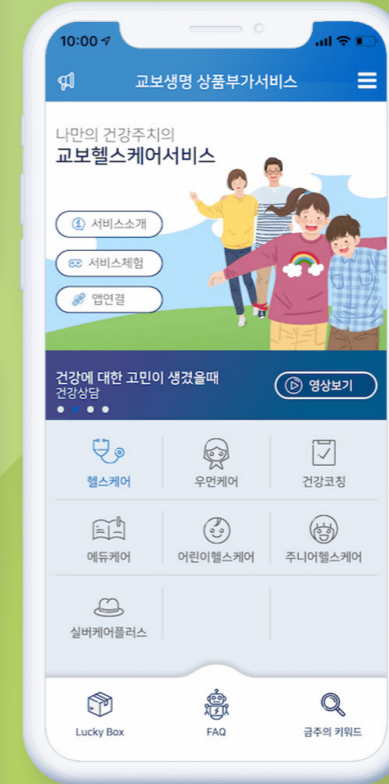 10:00
교보생명 상품부가서비스
나만의 건강주치의
교보헬스케어서비스
서비스소개
서비스체험
앱연결
건강에 대한 고민이 생겼을때
건강상담
영상보기
헬스케어
우먼케어
건강코칭
에듀케어
어린이헬스케어
주니어헬스케어
실버케어플러스
Lucky Box
FAQ
금주의 키워드